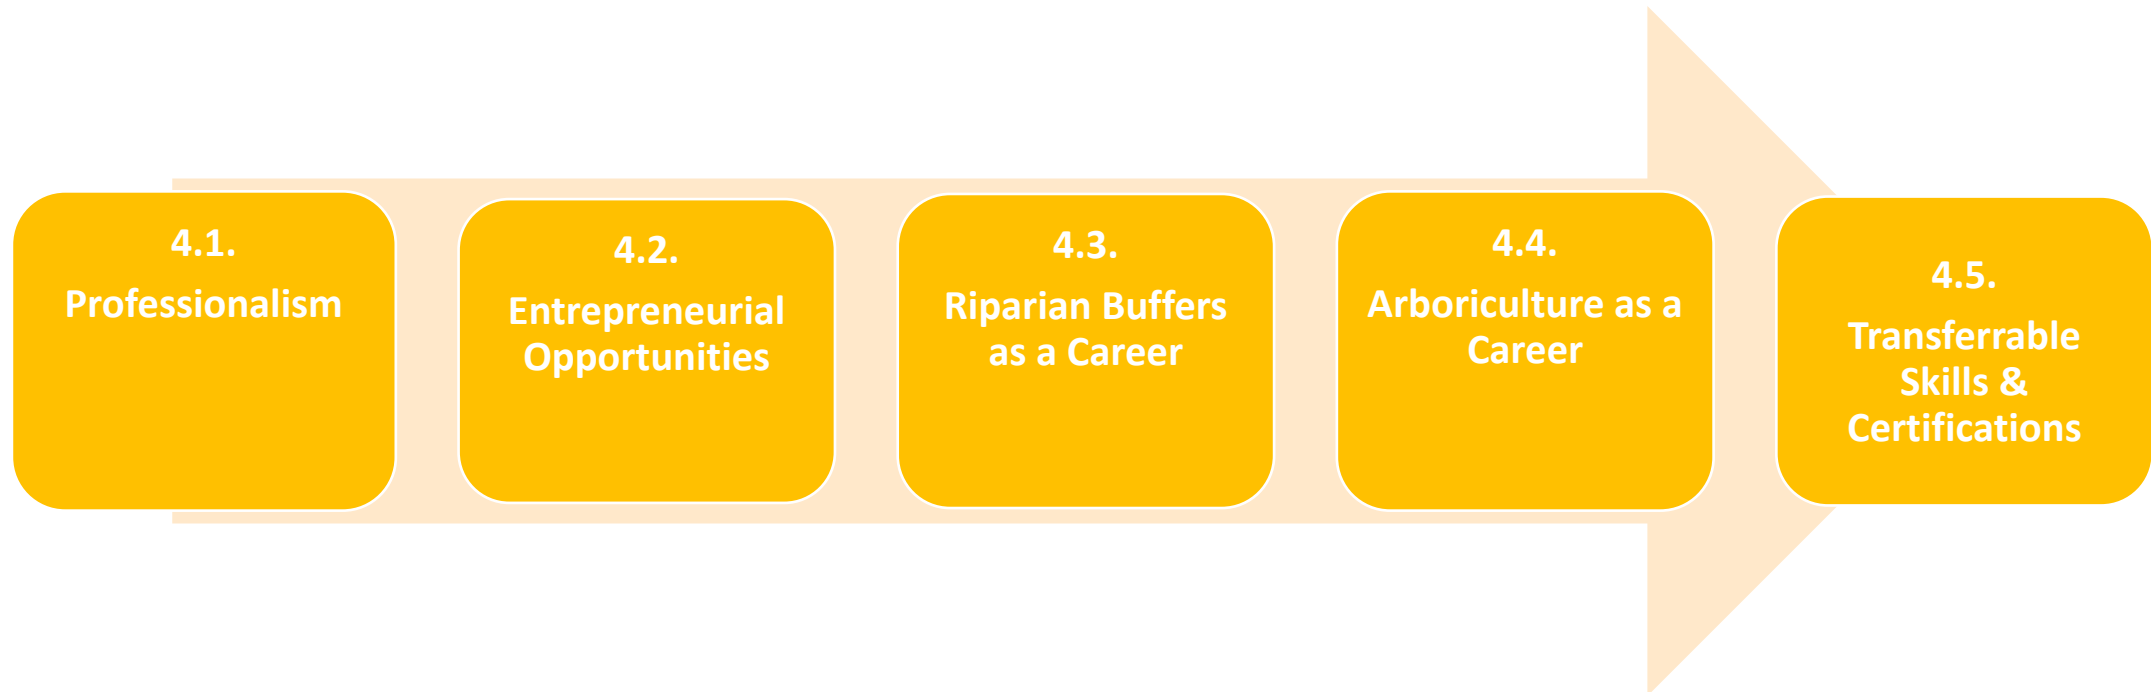 4.1.
Professionalism
4.2.
Entrepreneurial
Opportunities
4.3.
Riparian Buffers
as a Career
4.4.
Arboriculture as a
Career
4.5.
Transferrable
Skills &
Certifications